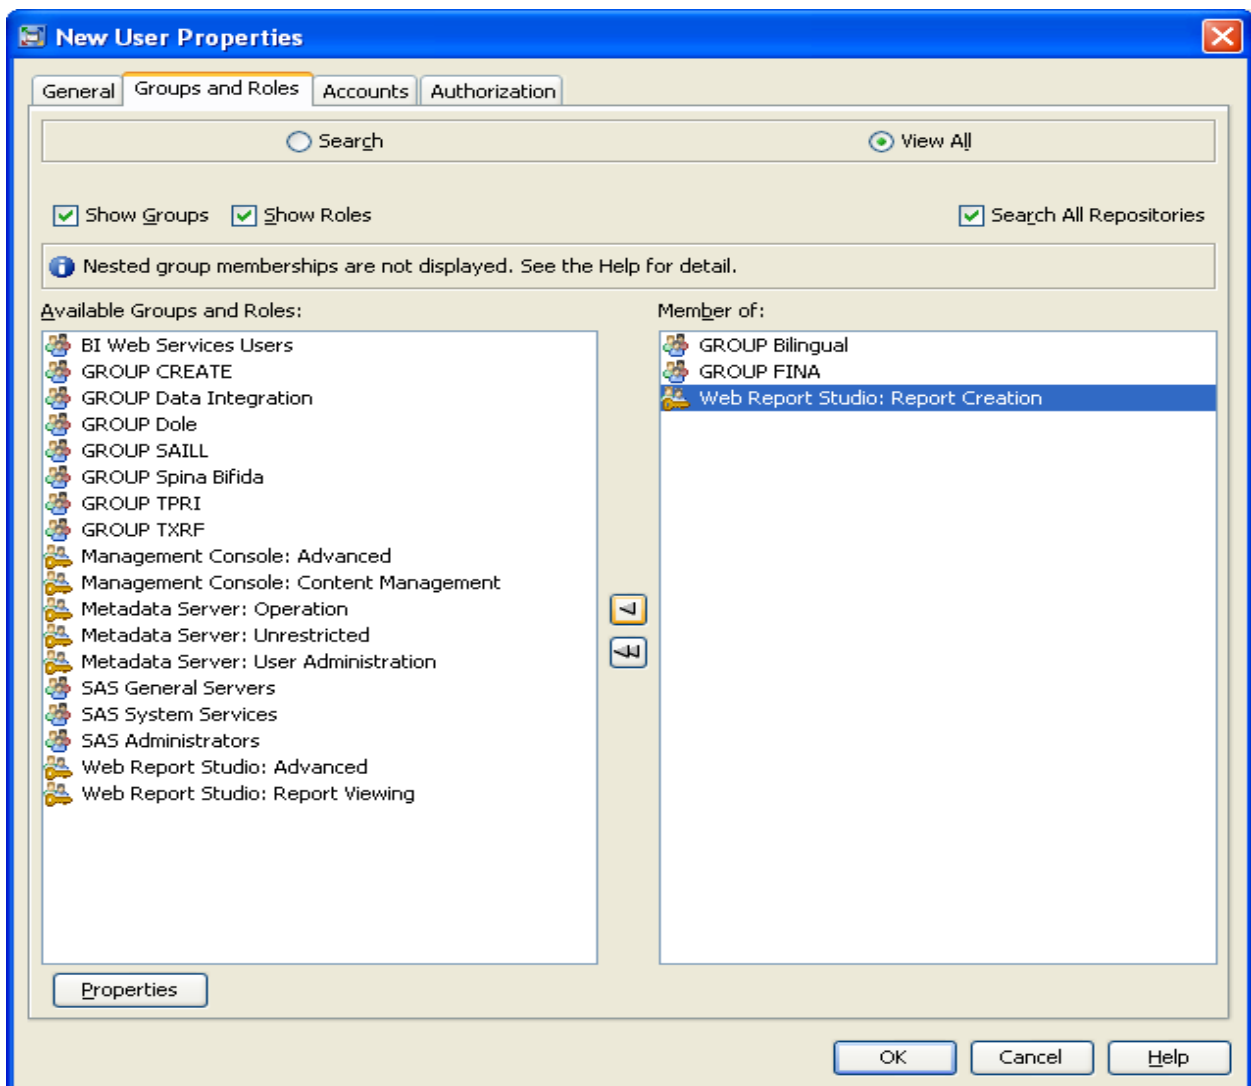 New User Properties
General Groups and Roles Accounts Authorization
Search View All
Show Groups Show Roles Search All Repositories
Nested group memberships are not displayed. See the Help for detail.
Available Groups and Roles:
BI Web Services Users
GROUP CREATE
GROUP Data Integration
GROUP Dole
GROUP SAILL
GROUP Spina Bifida
GROUP TPRI
GROUP TXRF
Management Console: Advanced
Management Console: Content Management
Metadata Server: Operation
Metadata Server: Unrestricted
Metadata Server: User Administration
SAS General Servers
SAS System Services
SAS Administrators
Web Report Studio: Advanced
Web Report Studio: Report Viewing
Member of:
GROUP Bilingual
GROUP FINA
Web Report Studio: Report Creation
Properties
OK Cancel Help